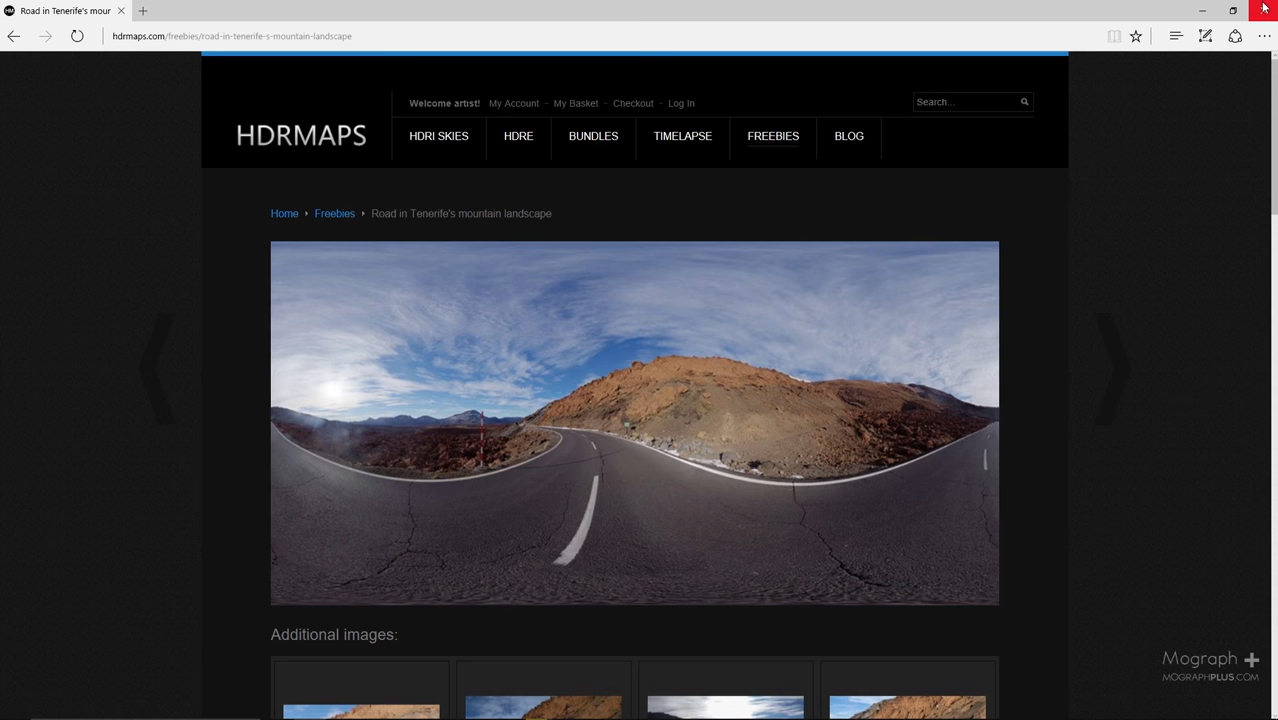 HM Road in Tenerife's mour
hdrmaps.com/freebies/road-in-tenerife-s-mountain-landscape
Welcome artist! My Account - My Basket - Checkout - Log In
Search...
HDRMAPS
HDRI SKIES HDRE BUNDLES TIMELAPSE FREEBIES BLOG
Home Freebies Road in Tenerife's mountain landscape
Additional images:
Mograph +
MOGRAPHPLUS.COM